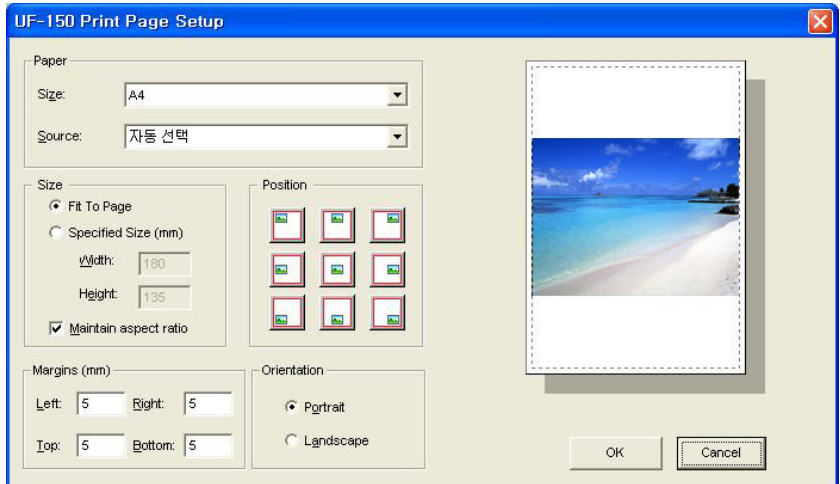 UF-150 Print Page Setup
Paper
Size: A4
Source: 자동 선택
Size
Fit To Page
Specified Size (mm)
Width: 180
Height: 135
Maintain aspect ratio
Position
Margins (mm)
Left: 5 Right: 5
Top: 5 Bottom: 5
Orientation
Portrait
Landscape
OK Cancel